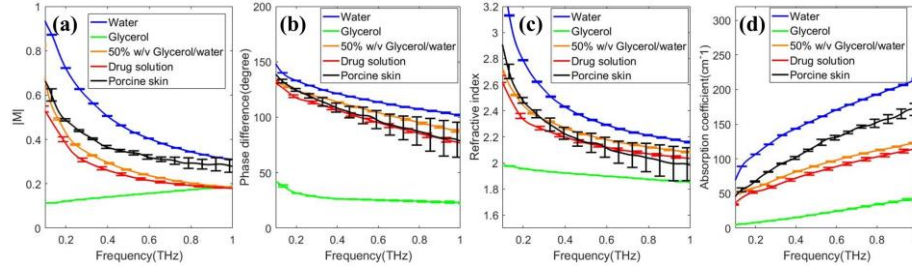 (a)
Water
Glycerol
50% w/v Glycerol/water
Drug solution
Porcine skin
|M|
1
0.8
0.6
0.4
0.2
0
0.2 0.4 0.6 0.8 1
Frequency(THz)
(b)
Water
Glycerol
50% w/v Glycerol/water
Drug solution
Porcine skin
Phase difference(degree)
200
150
100
50
0
0.2 0.4 0.6 0.8 1
Frequency(THz)
(c)
Water
Glycerol
50% w/v Glycerol/water
Drug solution
Porcine skin
Refractive index
3.2
3
2.8
2.6
2.4
2.2
2
1.8
1.6
0.2 0.4 0.6 0.8 1
Frequency(THz)
(d)
Water
Glycerol
50% w/v Glycerol/water
Drug solution
Porcine skin
Absorption coefficient(cm⁻¹)
300
200
100
0
0.2 0.4 0.6 0.8
Frequency(THz)